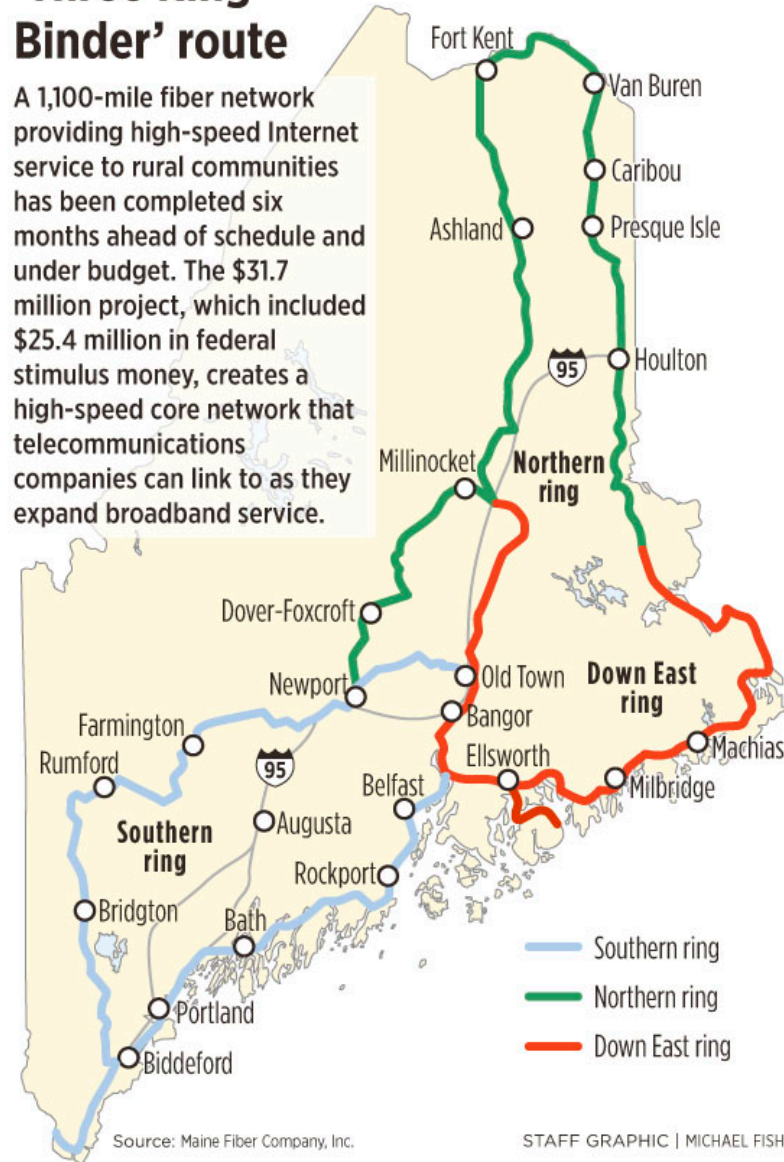 Binder’ route
A 1,100-mile fiber network
providing high-speed Internet
service to rural communities
has been completed six
months ahead of schedule and
under budget. The $31.7
million project, which included
$25.4 million in federal
stimulus money, creates a
high-speed core network that
telecommunications
companies can link to as they
expand broadband service.
Fort Kent
Van Buren
Caribou
Ashland
Presque Isle
95
Houlton
Millinocket
Northern
ring
Dover-Foxcroft
Newport
Old Town
Down East
ring
Bangor
Farmington
Machias
Rumford
95
Ellsworth
Milbridge
Belfast
Augusta
Southern
ring
Rockport
Bridgton
Bath
Southern ring
Northern ring
Portland
Down East ring
Biddeford
Source: Maine Fiber Company, Inc.
STAFF GRAPHIC | MICHAEL FISH